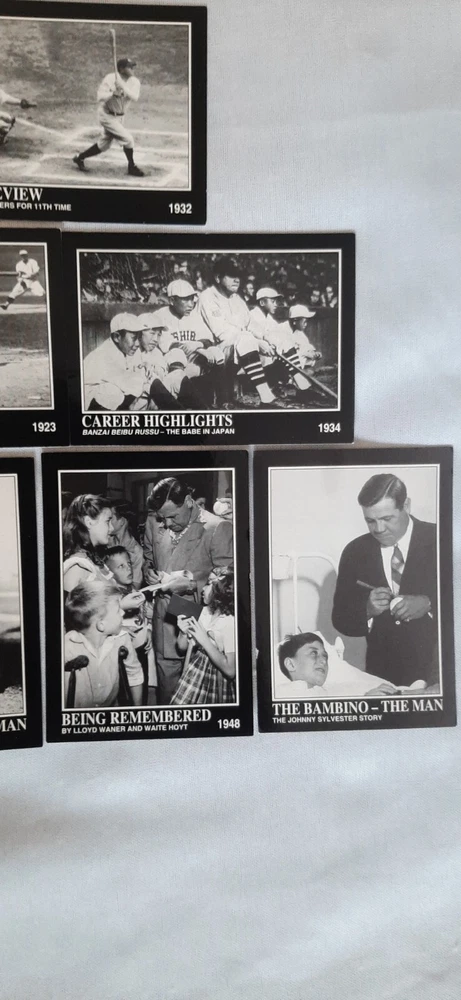 EVIEW
ERS FOR 11TH TIME
1932
1923
CAREER HIGHLIGHTS
BANZAI BEIBU RUSSU – THE BABE IN JAPAN
1934
MAN
BEING REMEMBERED
BY LLOYD WANER AND WAITE HOYT
1948
THE BAMBINO – THE MAN
THE JOHNNY SYLVESTER STORY